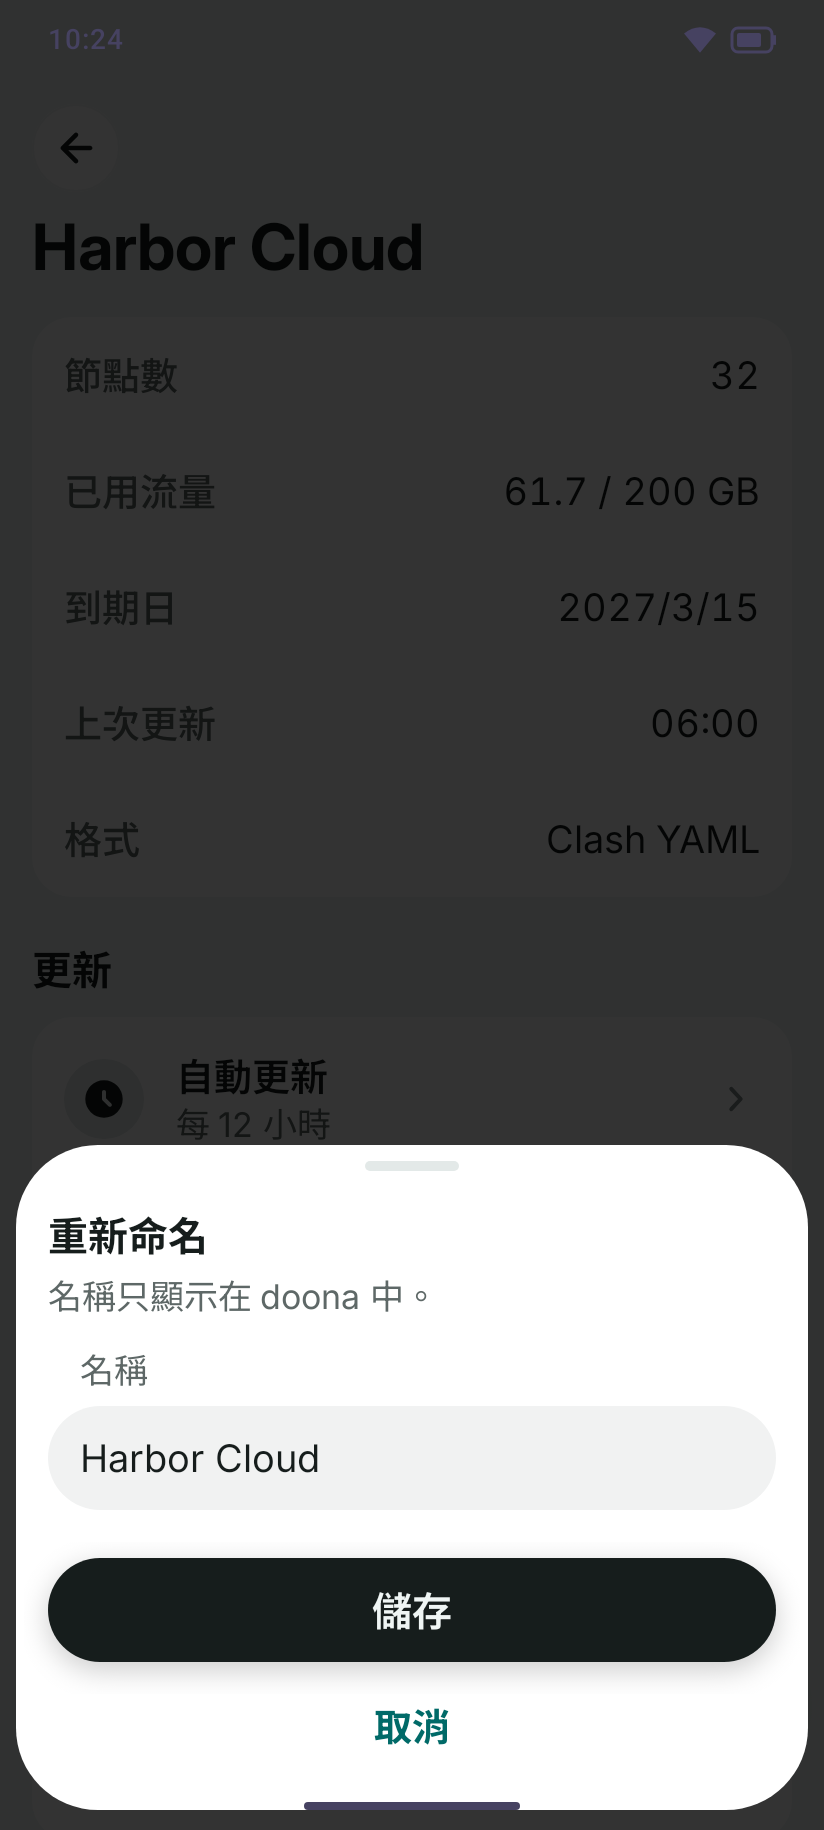 10:24
Harbor Cloud
節點數 32
已用流量 61.7 / 200 GB
到期日 2027/3/15
上次更新 06:00
格式 Clash YAML
更新
自動更新
每 12 小時
重新命名
名稱只顯示在 doona 中。
名稱
Harbor Cloud
儲存
取消